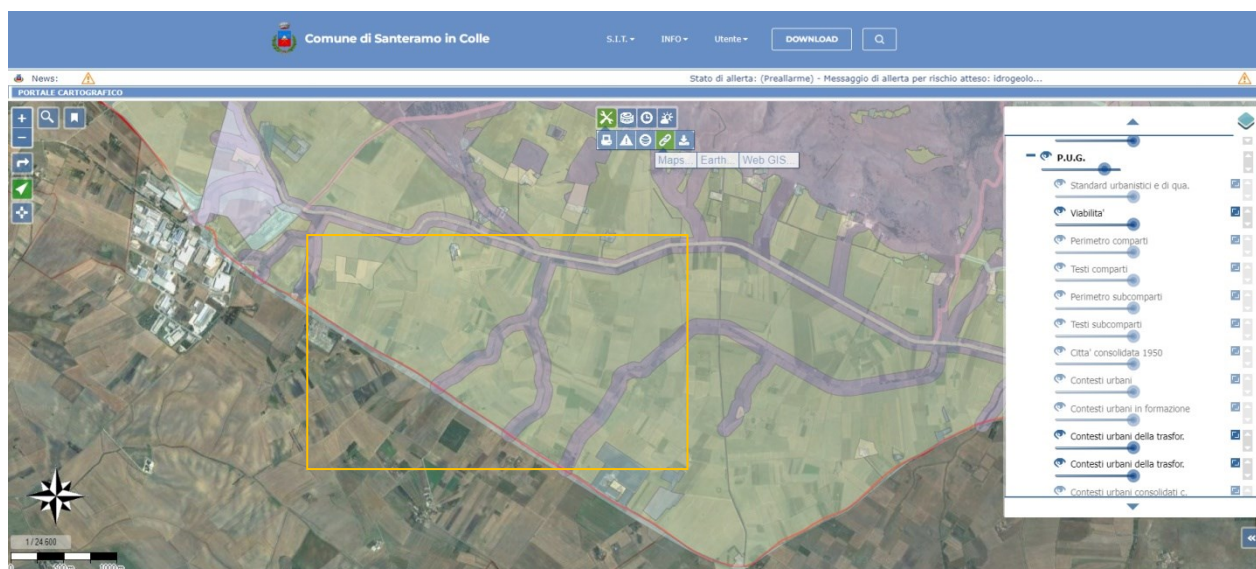 Comune di Santeramo in Colle
S.I.T.
INFO
Utente
DOWNLOAD
News:
Stato di allerta: (Preallarme) - Messaggio di allerta per rischio atteso: idrogeolo...
PORTALE CARTOGRAFICO
Maps...
Earth...
Web GIS...
P.U.G.
Standard urbanistici e di qua.
Viabilita'
Perimetro comparti
Testi comparti
Perimetro subcomparti
Testi subcomparti
Citta' consolidata 1950
Contesti urbani
Contesti urbani in formazione
Contesti urbani della trasfor.
Contesti urbani della trasfor.
Contesti urbani consolidati c.
1 / 24 600
0 500 m 1000 m